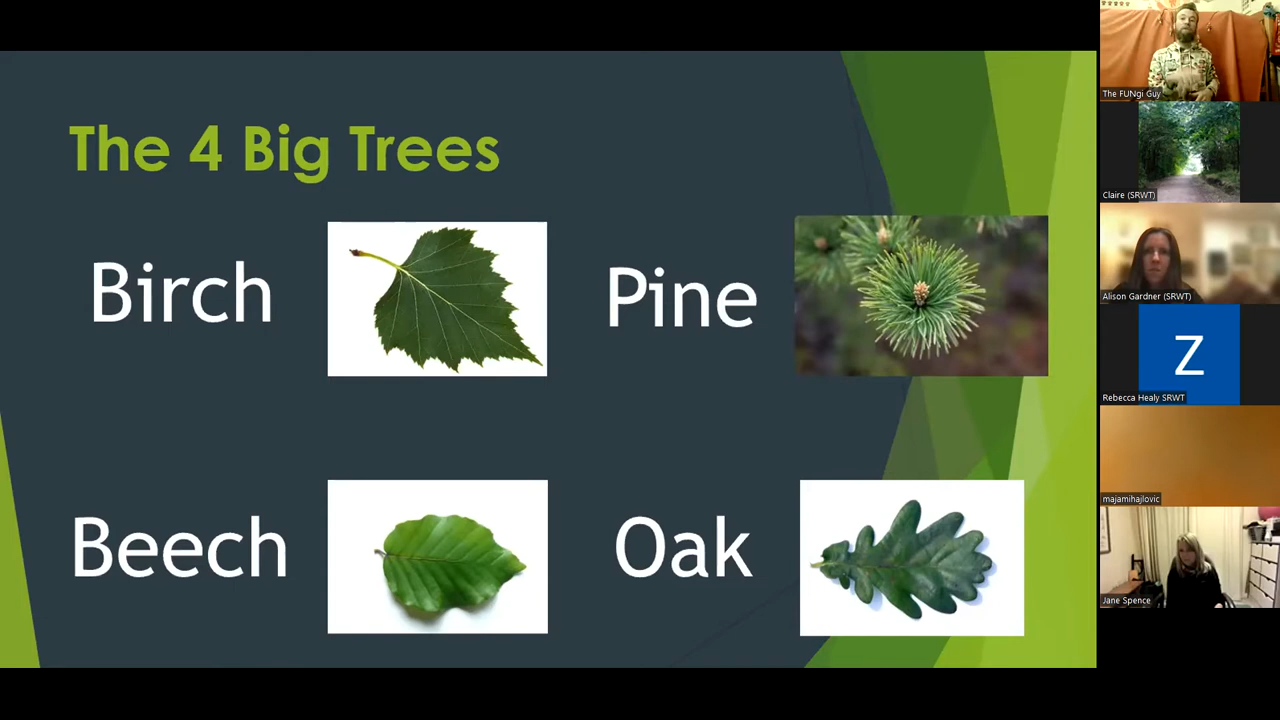 The 4 Big Trees
Birch
Pine
Beech
Oak
The FUNgi Guy
Claire (SRWT)
Alison Gardner (SRWT)
Z
Rebecca Healy SRWT
majamihajlovic
Jane Spence